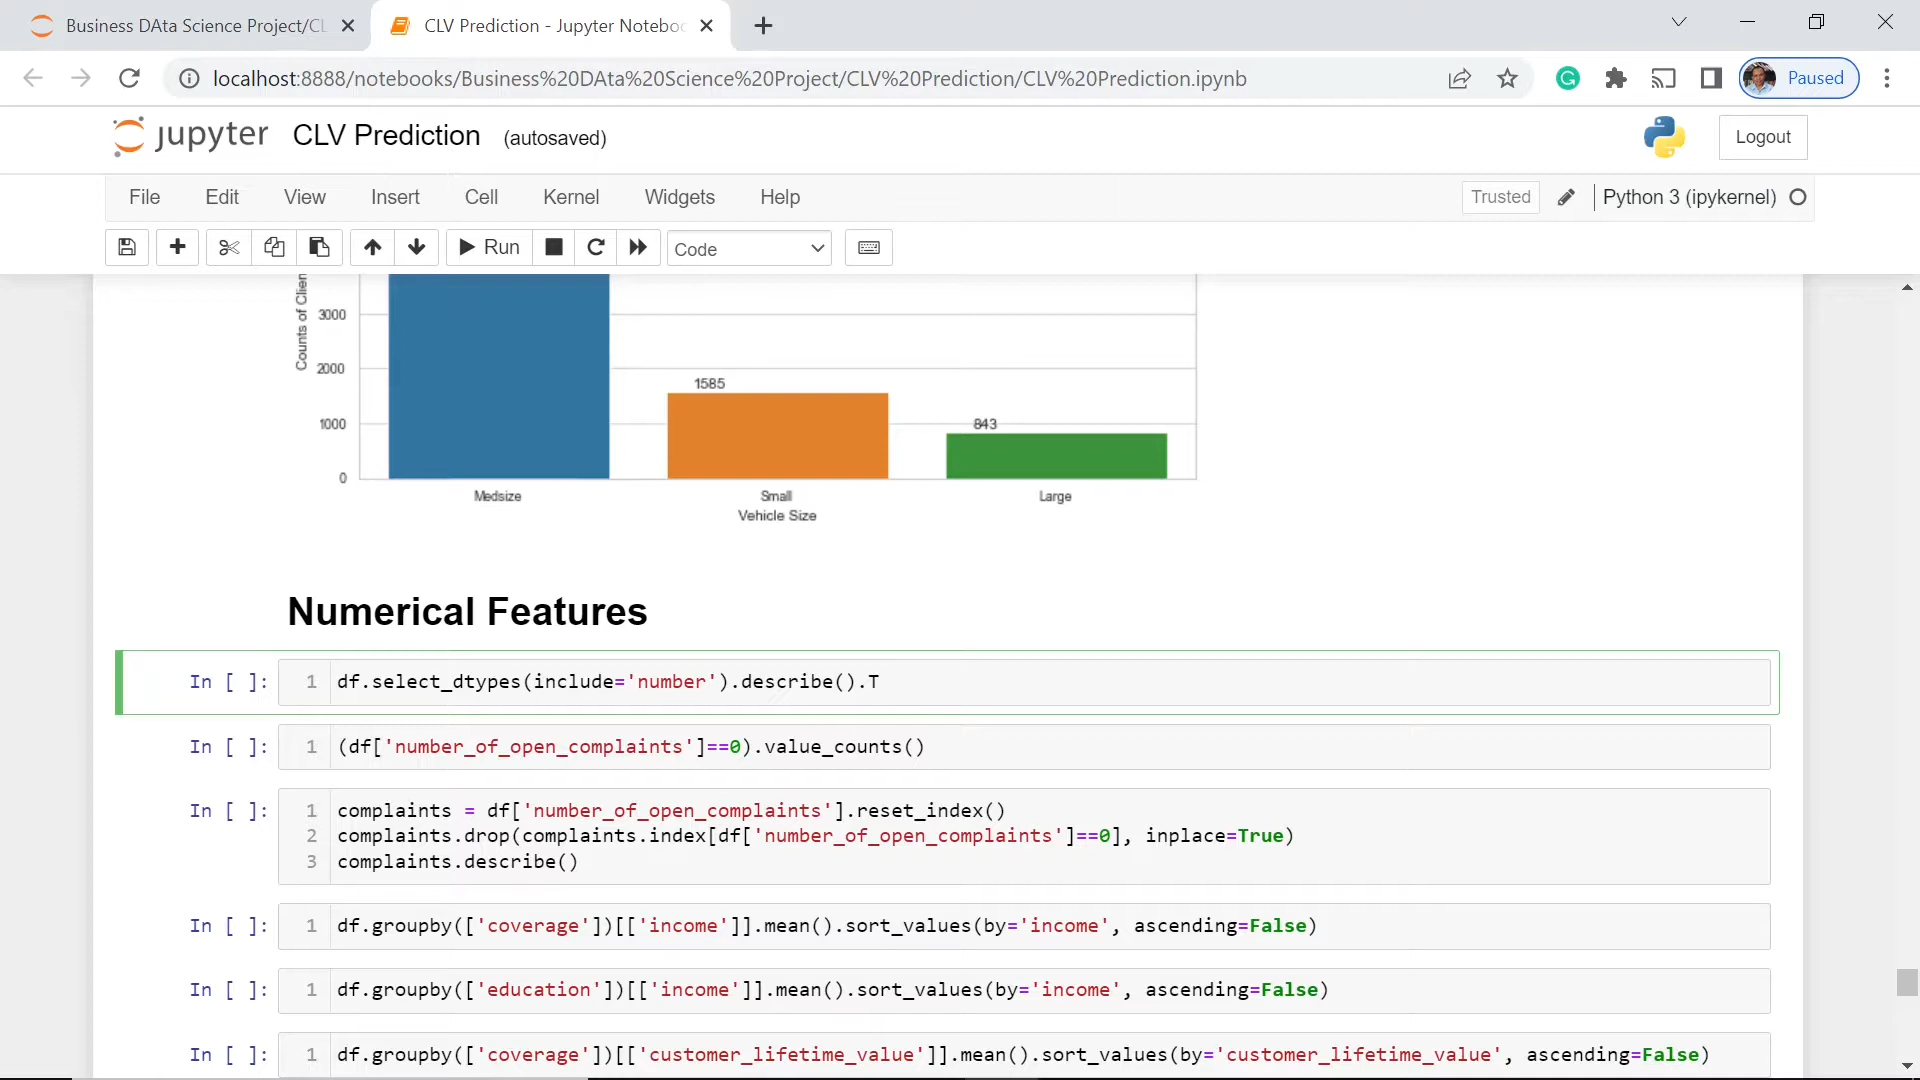 Business DAta Science Project/CL
CLV Prediction - Jupyter Noteboo
localhost:8888/notebooks/Business%20DAta%20Science%20Project/CLV%20Prediction/CLV%20Prediction.ipynb
Paused
jupyter CLV Prediction (autosaved)
Logout
File Edit View Insert Cell Kernel Widgets Help
Trusted Python 3 (ipykernel)
Run Code
Counts of Clien
3000
2000
1000
0
1585
843
Medsize Small Large
Vehicle Size
Numerical Features
In [ ]: 1 df.select_dtypes(include='number').describe().T
In [ ]: 1 (df['number_of_open_complaints']==0).value_counts()
In [ ]: 1 complaints = df['number_of_open_complaints'].reset_index()
2 complaints.drop(complaints.index[df['number_of_open_complaints']==0], inplace=True)
3 complaints.describe()
In [ ]: 1 df.groupby(['coverage'])[['income']].mean().sort_values(by='income', ascending=False)
In [ ]: 1 df.groupby(['education'])[['income']].mean().sort_values(by='income', ascending=False)
In [ ]: 1 df.groupby(['coverage'])[['customer_lifetime_value']].mean().sort_values(by='customer_lifetime_value', ascending=False)